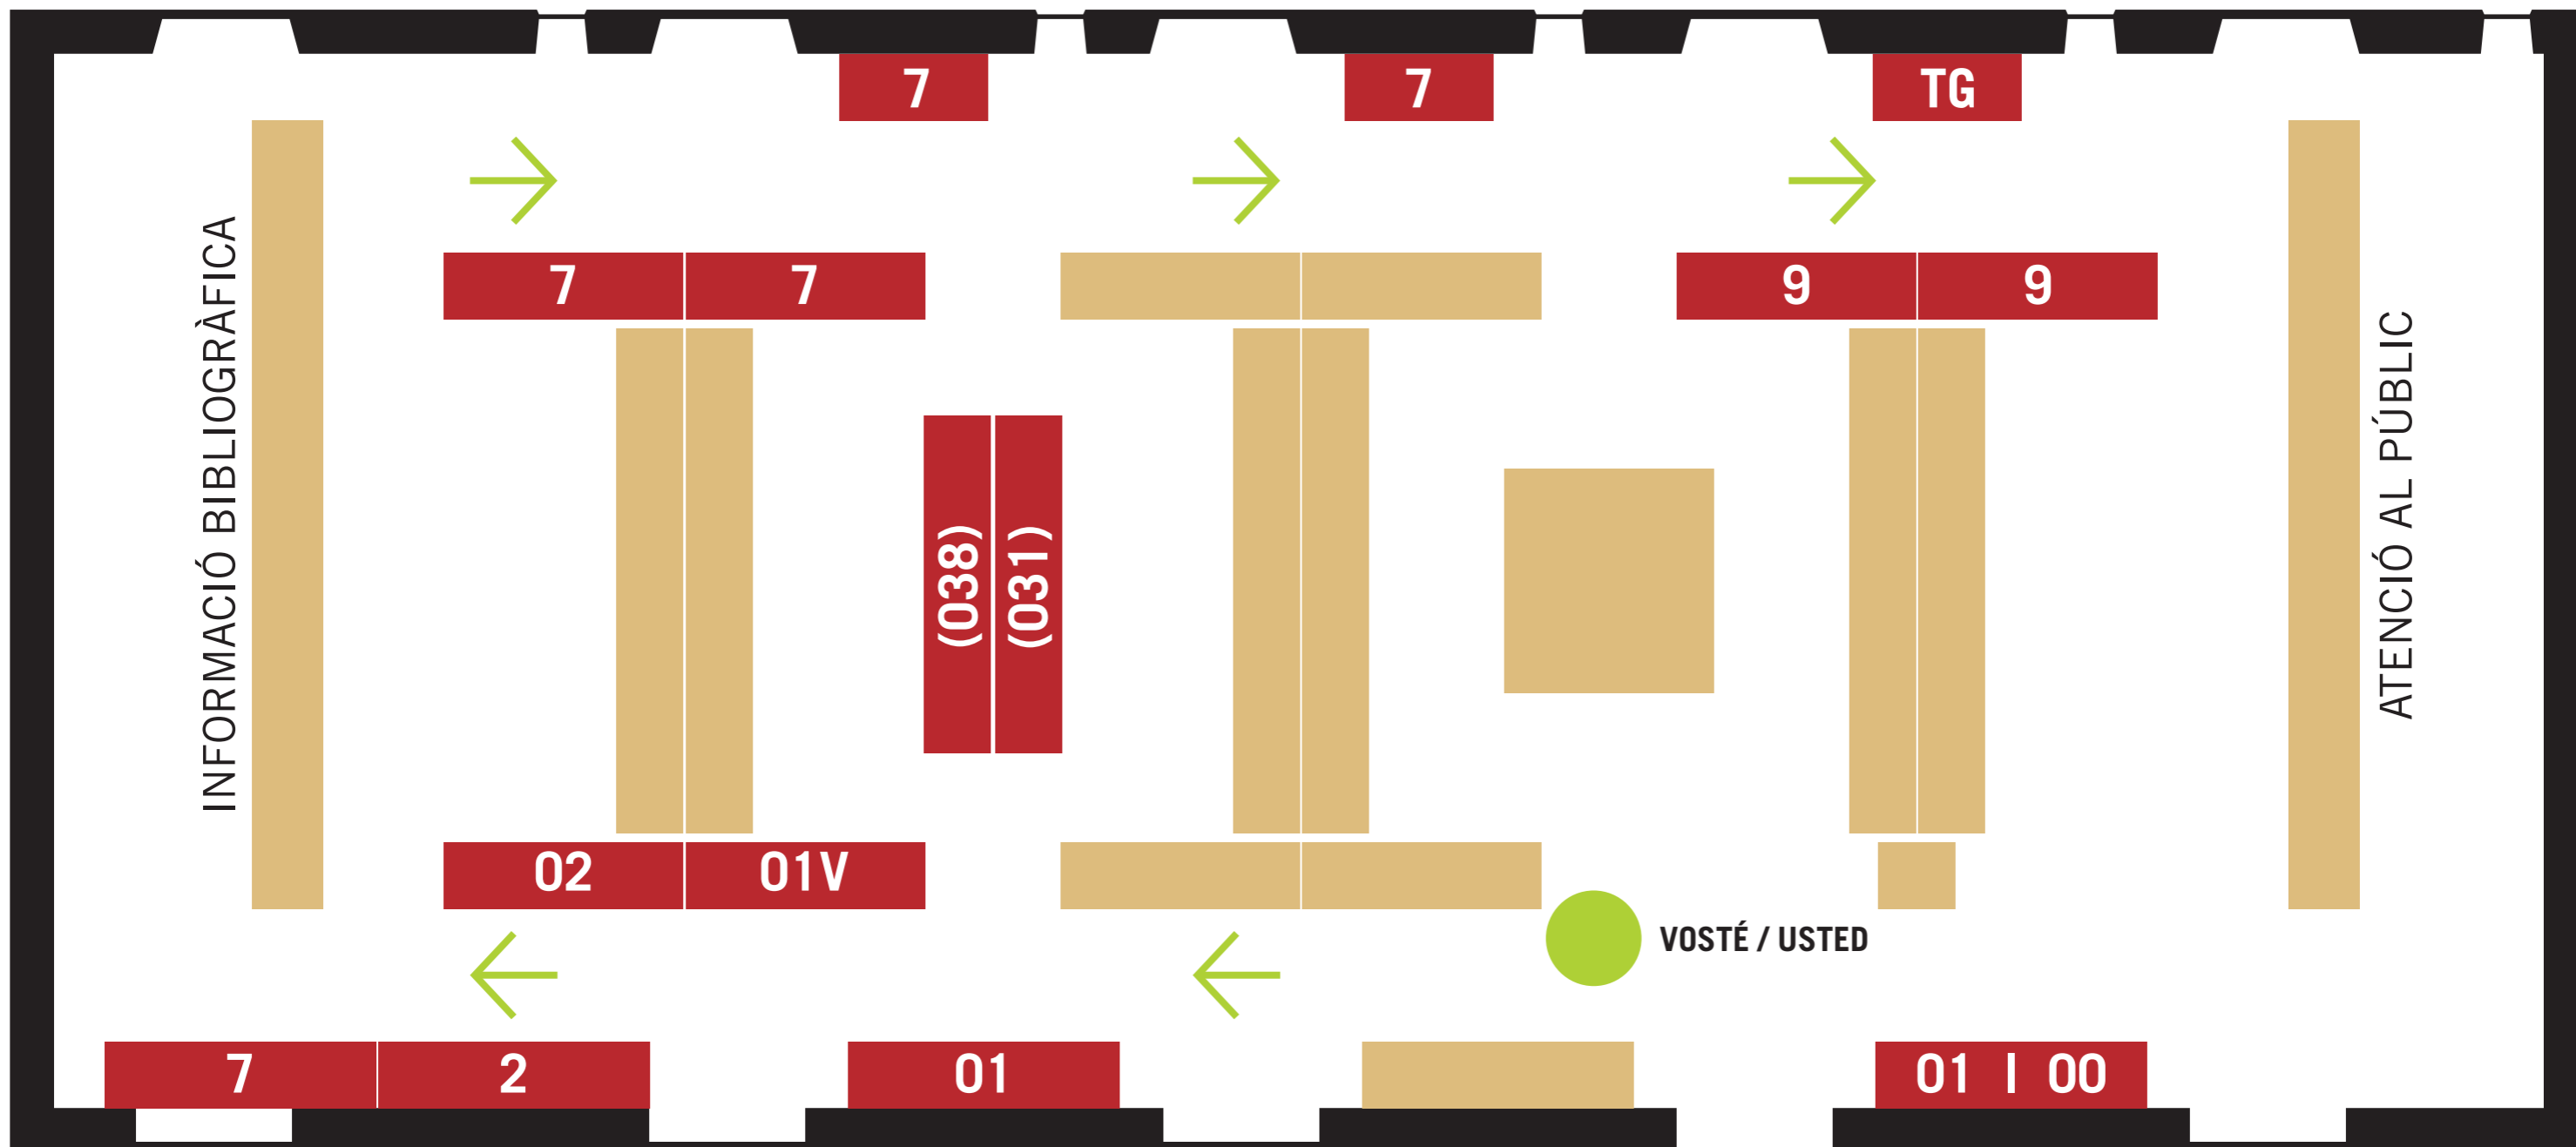 7
7
TG
INFORMACIÓ BIBLIOGRÀFICA
7
7
9
9
ATENCIÓ AL PÚBLIC
(038)
(031)
02
01V
VOSTÉ / USTED
7
2
01
01 | 00